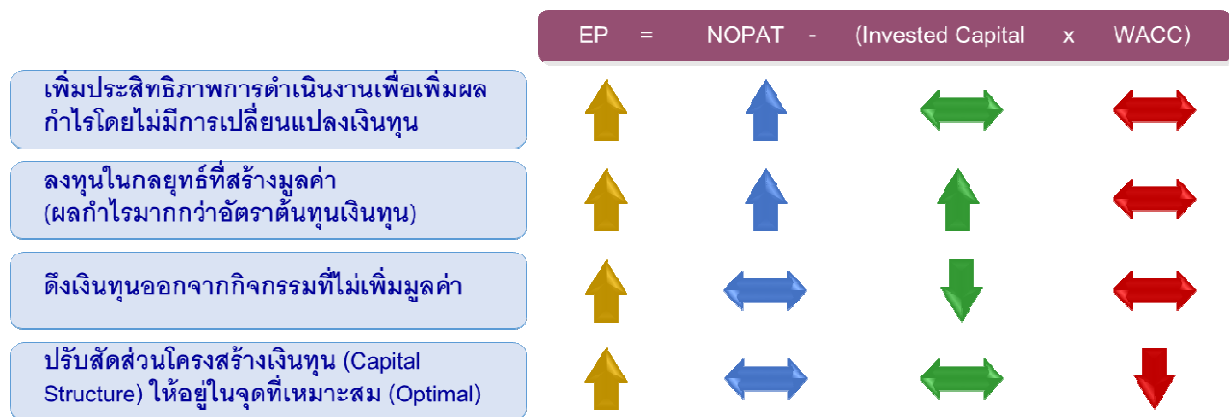 EP = NOPAT - (Invested Capital x WACC)
เพิ่มประสิทธิภาพการดำเนินงานเพื่อเพิ่มผล
กำไรโดยไม่มีการเปลี่ยนแปลงเงินทุน
ลงทุนในกลยุทธ์ที่สร้างมูลค่า
(ผลกำไรมากกว่าอัตราต้นทุนเงินทุน)
ดึงเงินทุนออกจากกิจกรรมที่ไม่เพิ่มมูลค่า
ปรับสัดส่วนโครงสร้างเงินทุน (Capital
Structure) ให้อยู่ในจุดที่เหมาะสม (Optimal)